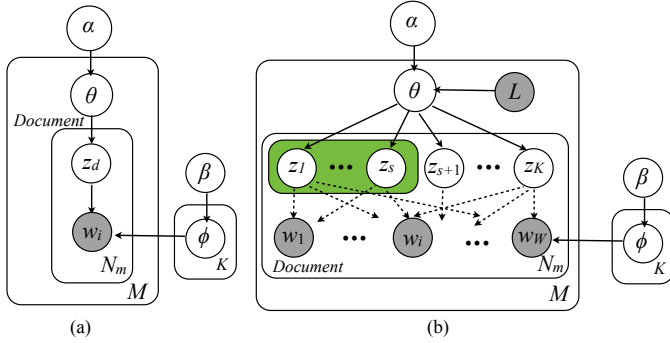 α
θ
Document
z_d
w_i
N_m
M
β
ϕ
K
(a)
α
θ
L
z_1 ••• z_s z_{s+1} ••• z_K
w_1 ••• w_i ••• w_W
Document
N_m
M
β
ϕ
K
(b)